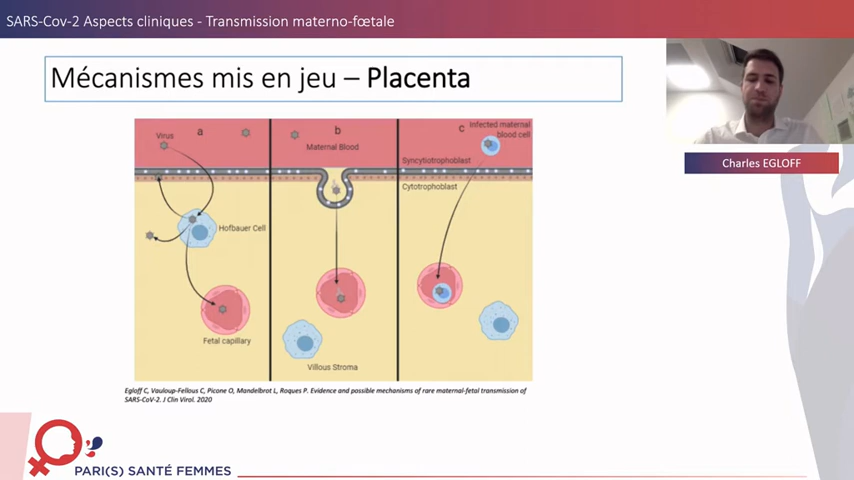 SARS-Cov-2 Aspects cliniques - Transmission materno-fœtale
Mécanismes mis en jeu – Placenta
Charles EGLOFF
a
b
c
Virus
Maternal Blood
Infected maternal
blood cell
Syncytiotrophoblast
Cytotrophoblast
Hofbauer Cell
Fetal capillary
Villous Stroma
Egloff C, Vauloup-Fellous C, Picone O, Mandelbrot L, Roques P. Evidence and possible mechanisms of rare maternal-fetal transmission of
SARS-CoV-2. J Clin Virol. 2020
PARI(S) SANTÉ FEMMES